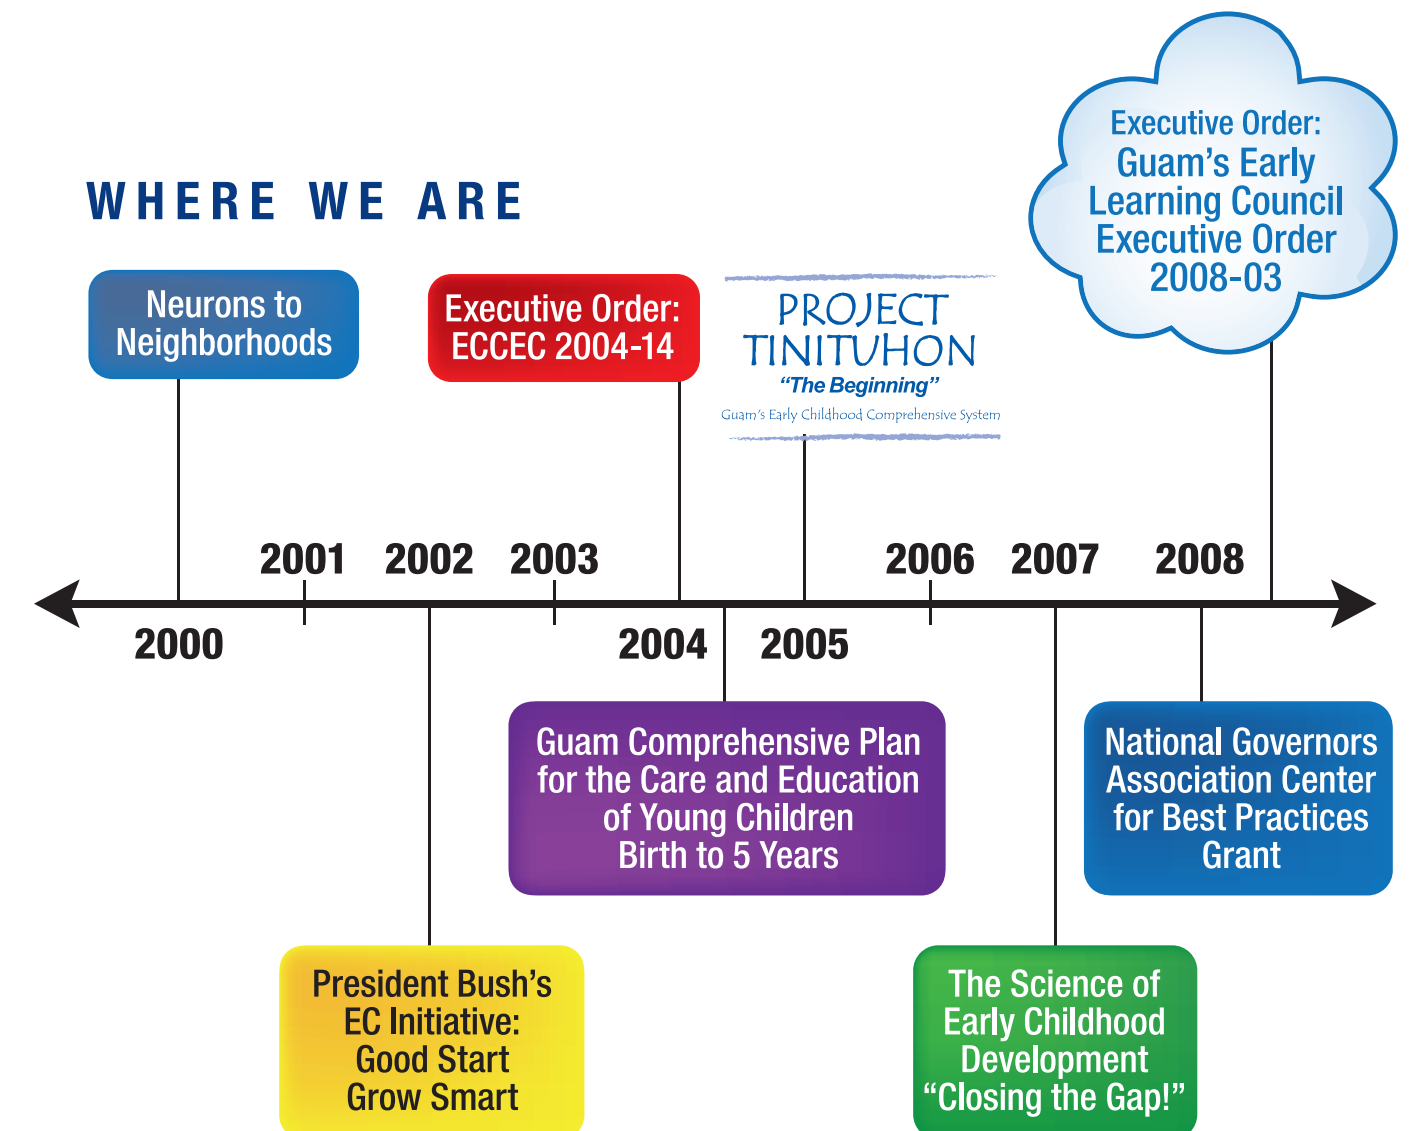 WHERE WE ARE
Neurons to
Neighborhoods
Executive Order:
ECCEC 2004-14
PROJECT
TINITUHON
“The Beginning”
Guam's Early Childhood Comprehensive System
Executive Order:
Guam's Early
Learning Council
Executive Order
2008-03
2001
2002
2003
2006
2007
2008
2000
2004
2005
Guam Comprehensive Plan
for the Care and Education
of Young Children
Birth to 5 Years
National Governors
Association Center
for Best Practices
Grant
President Bush's
EC Initiative:
Good Start
Grow Smart
The Science of
Early Childhood
Development
“Closing the Gap!”